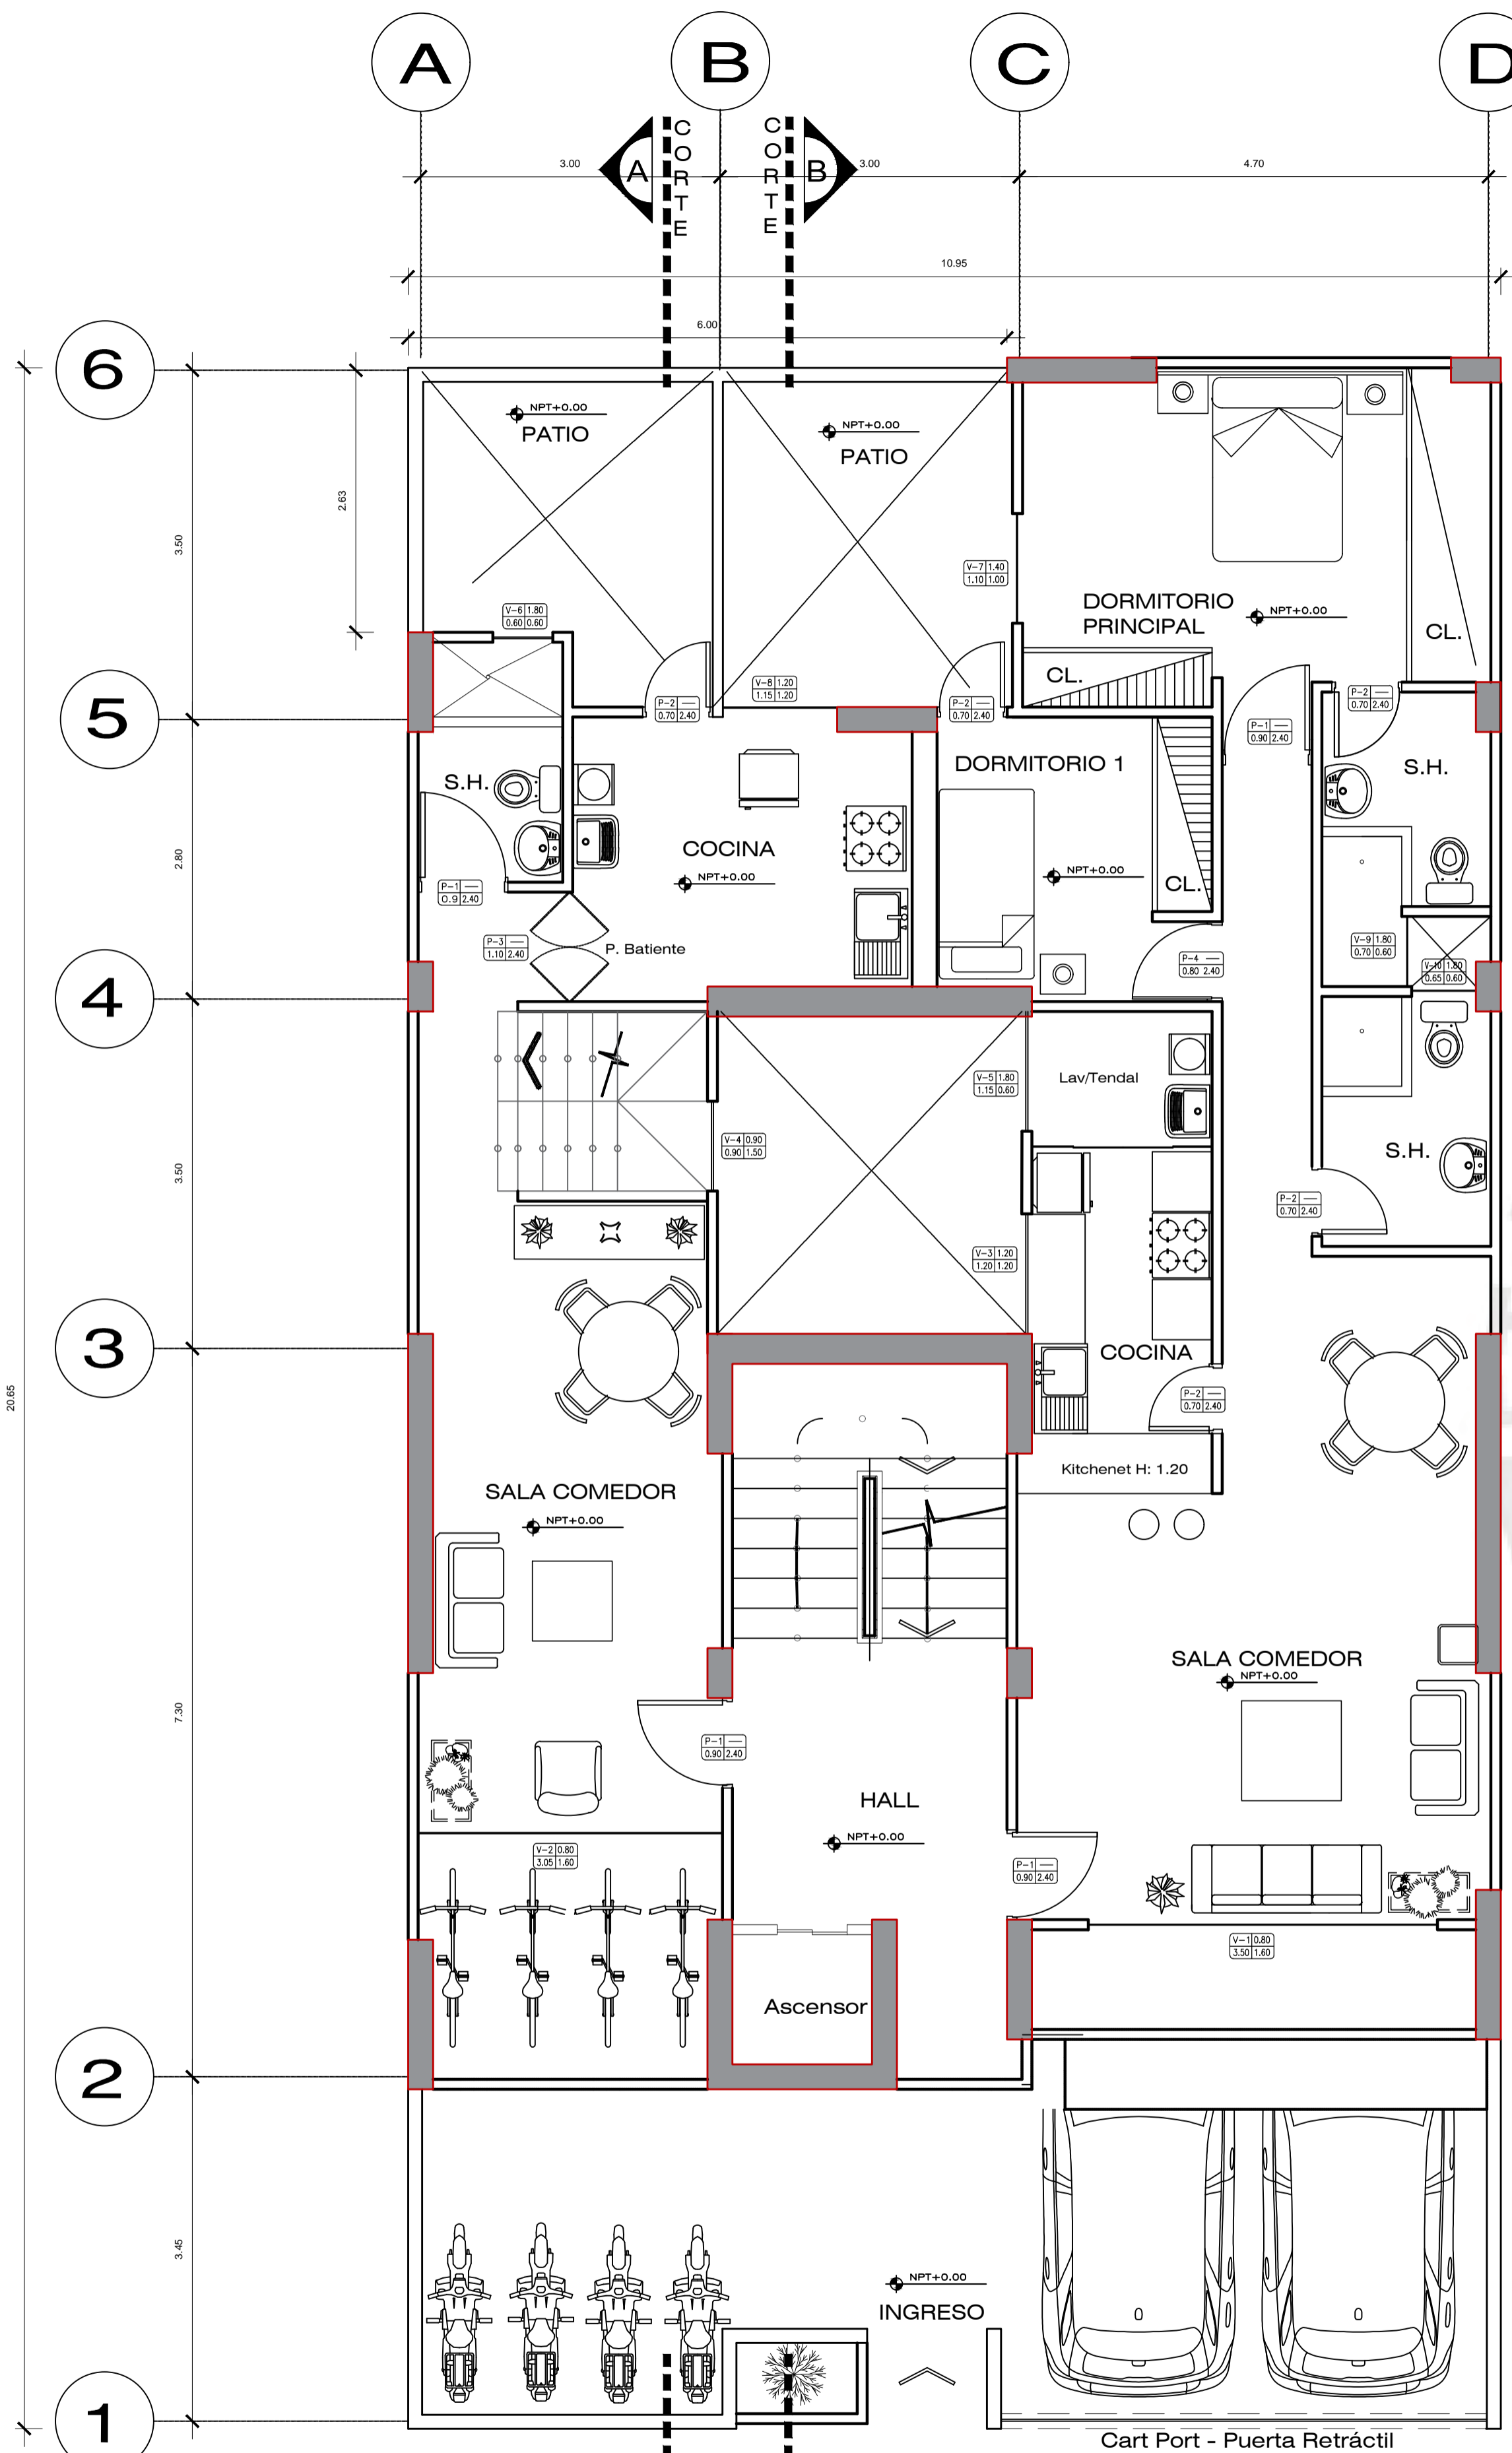 A
B
C
D
A
CORTE
CORTE
B
3.00
3.00
4.70
10.95
6.00
6
5
4
3
2
1
2.63
3.50
2.80
3.50
7.30
3.45
20.65
NPT+0.00
PATIO
NPT+0.00
PATIO
V-7 1.40
1.10 1.00
DORMITORIO
PRINCIPAL
NPT+0.00
CL.
V-6 1.80
0.60 0.60
CL.
V-8 1.20
1.15 1.20
P-2 —
0.70 2.40
P-2 —
0.70 2.40
P-2 —
0.70 2.40
P-1 —
0.90 2.40
S.H.
DORMITORIO 1
S.H.
COCINA
NPT+0.00
NPT+0.00
CL.
P-1 —
0.9 2.40
P-3 —
1.10 2.40
P. Batiente
V-9 1.80
0.70 0.60
V-10 1.80
0.65 0.60
P-4 —
0.80 2.40
V-5 1.80
1.15 0.60
Lav/Tendal
V-4 0.90
0.90 1.50
S.H.
P-2 —
0.70 2.40
V-3 1.20
1.20 1.20
COCINA
P-2 —
0.70 2.40
Kitchenet H: 1.20
SALA COMEDOR
NPT+0.00
SALA COMEDOR
NPT+0.00
P-1 —
0.90 2.40
HALL
NPT+0.00
V-2 0.80
3.05 1.60
P-1 —
0.90 2.40
V-1 0.80
3.50 1.60
Ascensor
NPT+0.00
INGRESO
Cart Port - Puerta Retráctil